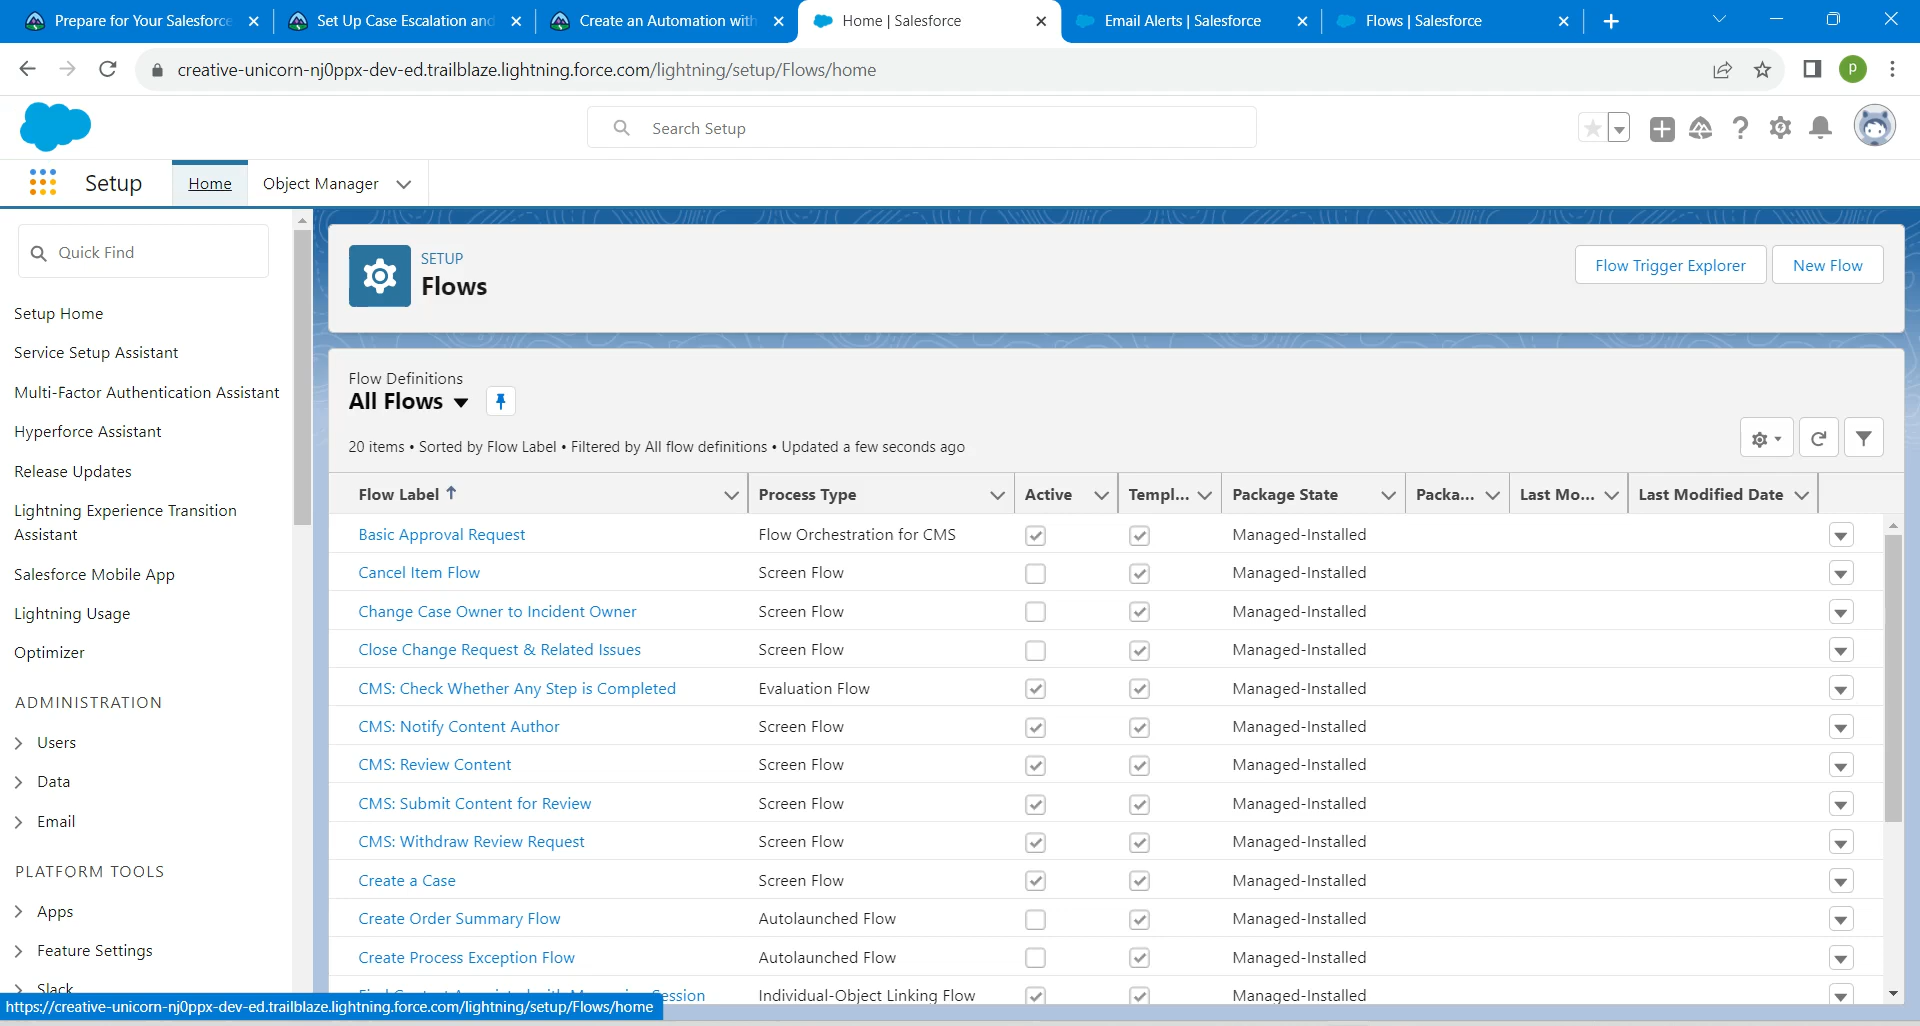 Prepare for Your Salesforce
Set Up Case Escalation and
Create an Automation with
Home | Salesforce
Email Alerts | Salesforce
Flows | Salesforce
creative-unicorn-nj0ppx-dev-ed.trailblaze.lightning.force.com/lightning/setup/Flows/home
p
Search Setup
Setup
Home
Object Manager
Quick Find
Setup Home
Service Setup Assistant
Multi-Factor Authentication Assistant
Hyperforce Assistant
Release Updates
Lightning Experience Transition
Assistant
Salesforce Mobile App
Lightning Usage
Optimizer
ADMINISTRATION
Users
Data
Email
PLATFORM TOOLS
Apps
Feature Settings
Slack
SETUP
Flows
Flow Trigger Explorer
New Flow
Flow Definitions
All Flows
20 items • Sorted by Flow Label • Filtered by All flow definitions • Updated a few seconds ago
Flow Label Process Type Active Templ... Package State Packa... Last Mo... Last Modified Date
Basic Approval Request Flow Orchestration for CMS Managed-Installed
Cancel Item Flow Screen Flow Managed-Installed
Change Case Owner to Incident Owner Screen Flow Managed-Installed
Close Change Request & Related Issues Screen Flow Managed-Installed
CMS: Check Whether Any Step is Completed Evaluation Flow Managed-Installed
CMS: Notify Content Author Screen Flow Managed-Installed
CMS: Review Content Screen Flow Managed-Installed
CMS: Submit Content for Review Screen Flow Managed-Installed
CMS: Withdraw Review Request Screen Flow Managed-Installed
Create a Case Screen Flow Managed-Installed
Create Order Summary Flow Autolaunched Flow Managed-Installed
Create Process Exception Flow Autolaunched Flow Managed-Installed
Session Individual-Object Linking Flow Managed-Installed
https://creative-unicorn-nj0ppx-dev-ed.trailblaze.lightning.force.com/lightning/setup/Flows/home